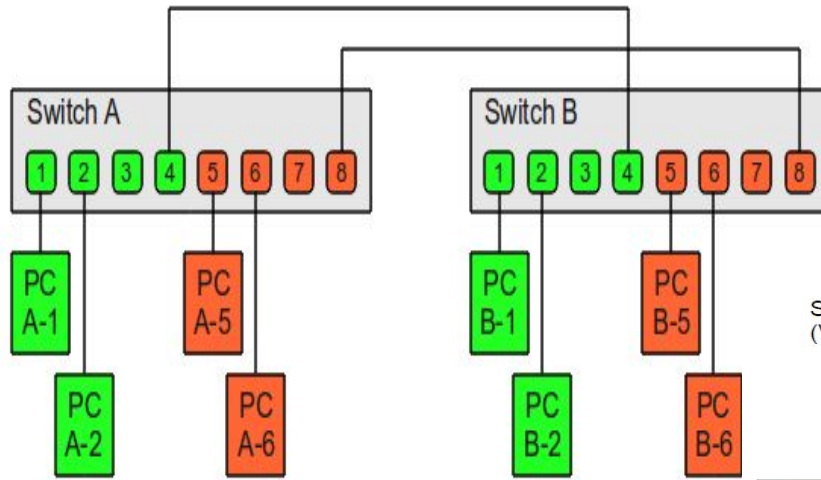 Switch A
1 2 3 4 5 6 7 8
Switch B
1 2 3 4 5 6 7 8
PC
A-1
PC
A-5
PC
B-1
PC
B-5
S
(
PC
A-2
PC
A-6
PC
B-2
PC
B-6